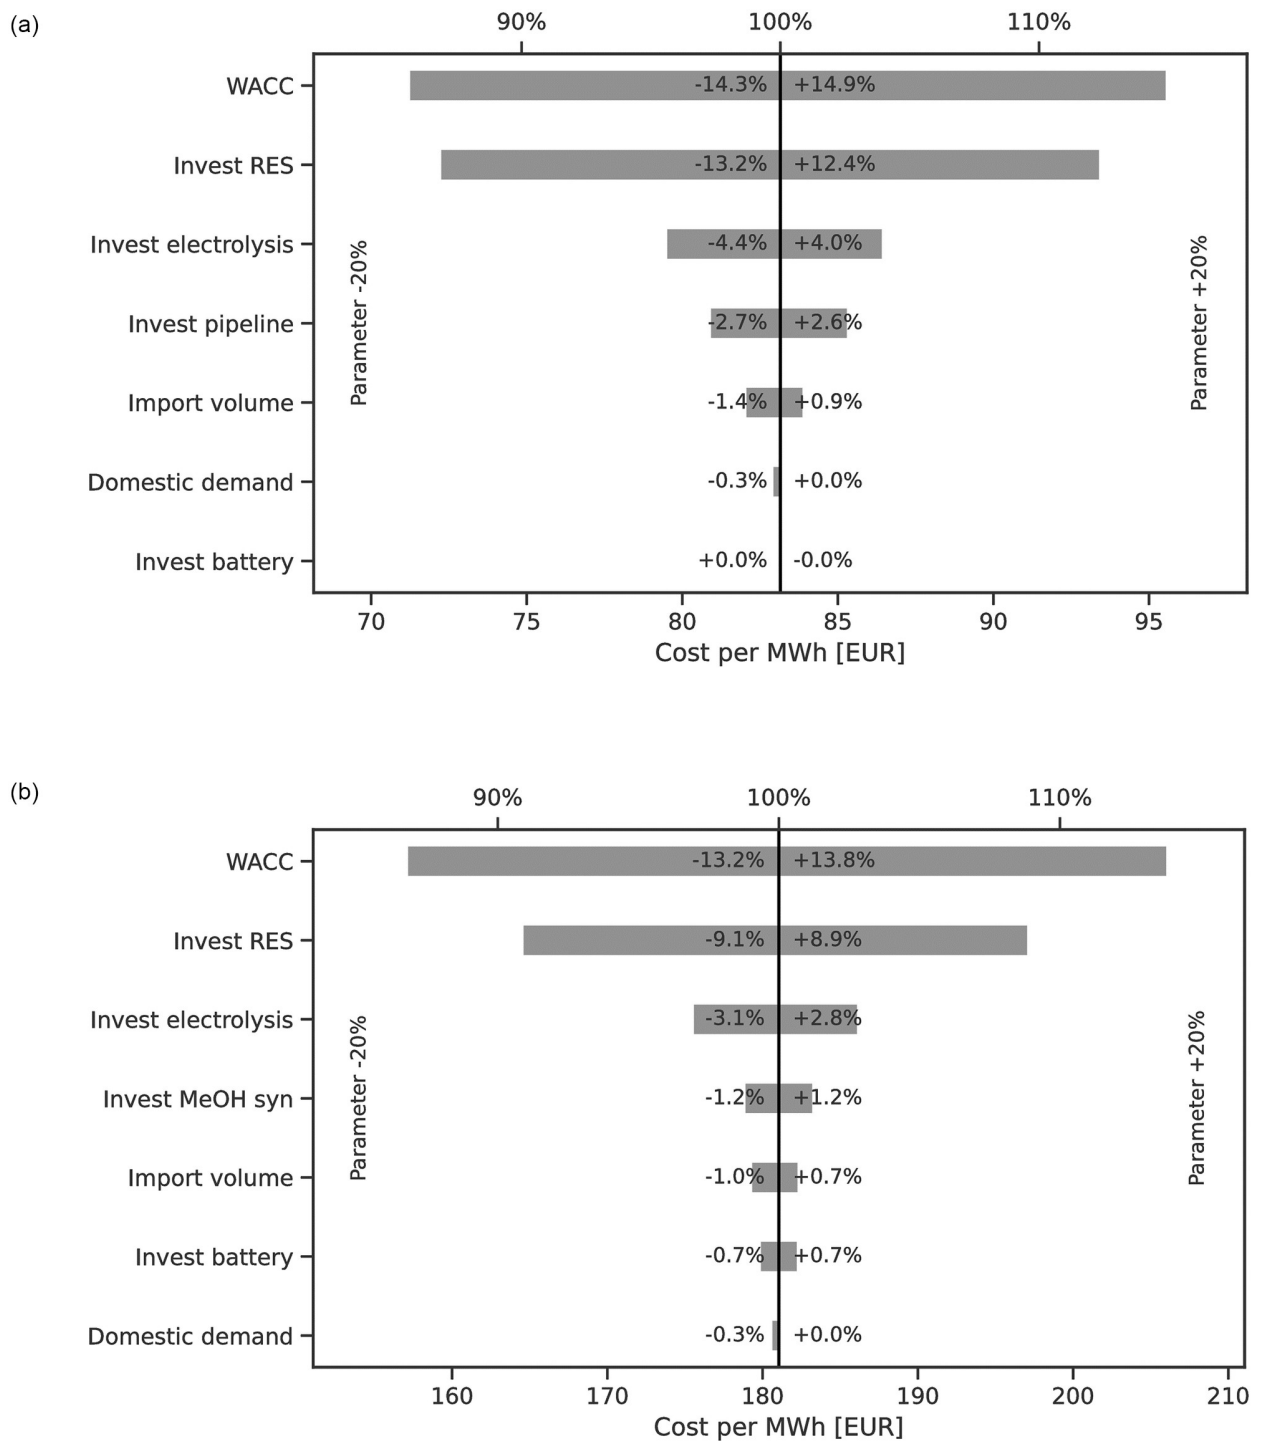 (a)
90% 100% 110%
WACC -14.3% +14.9%
Invest RES -13.2% +12.4%
Invest electrolysis -4.4% +4.0%
Invest pipeline -2.7% +2.6%
Import volume -1.4% +0.9%
Domestic demand -0.3% +0.0%
Invest battery +0.0% -0.0%
Parameter -20%
Parameter +20%
70 75 80 85 90 95
Cost per MWh [EUR]
(b)
90% 100% 110%
WACC -13.2% +13.8%
Invest RES -9.1% +8.9%
Invest electrolysis -3.1% +2.8%
Invest MeOH syn -1.2% +1.2%
Import volume -1.0% +0.7%
Invest battery -0.7% +0.7%
Domestic demand -0.3% +0.0%
Parameter -20%
Parameter +20%
160 170 180 190 200 210
Cost per MWh [EUR]